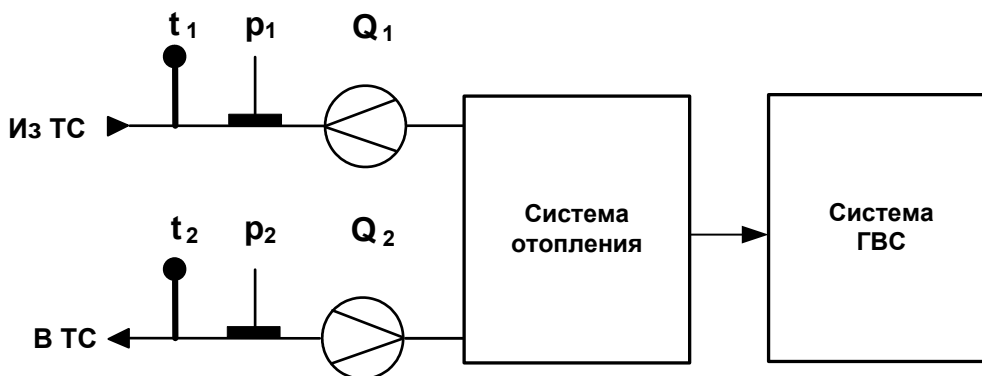 t₁ p₁ Q₁
Из ТС
Система
отопления
Система
ГВС
t₂ p₂ Q₂
В ТС